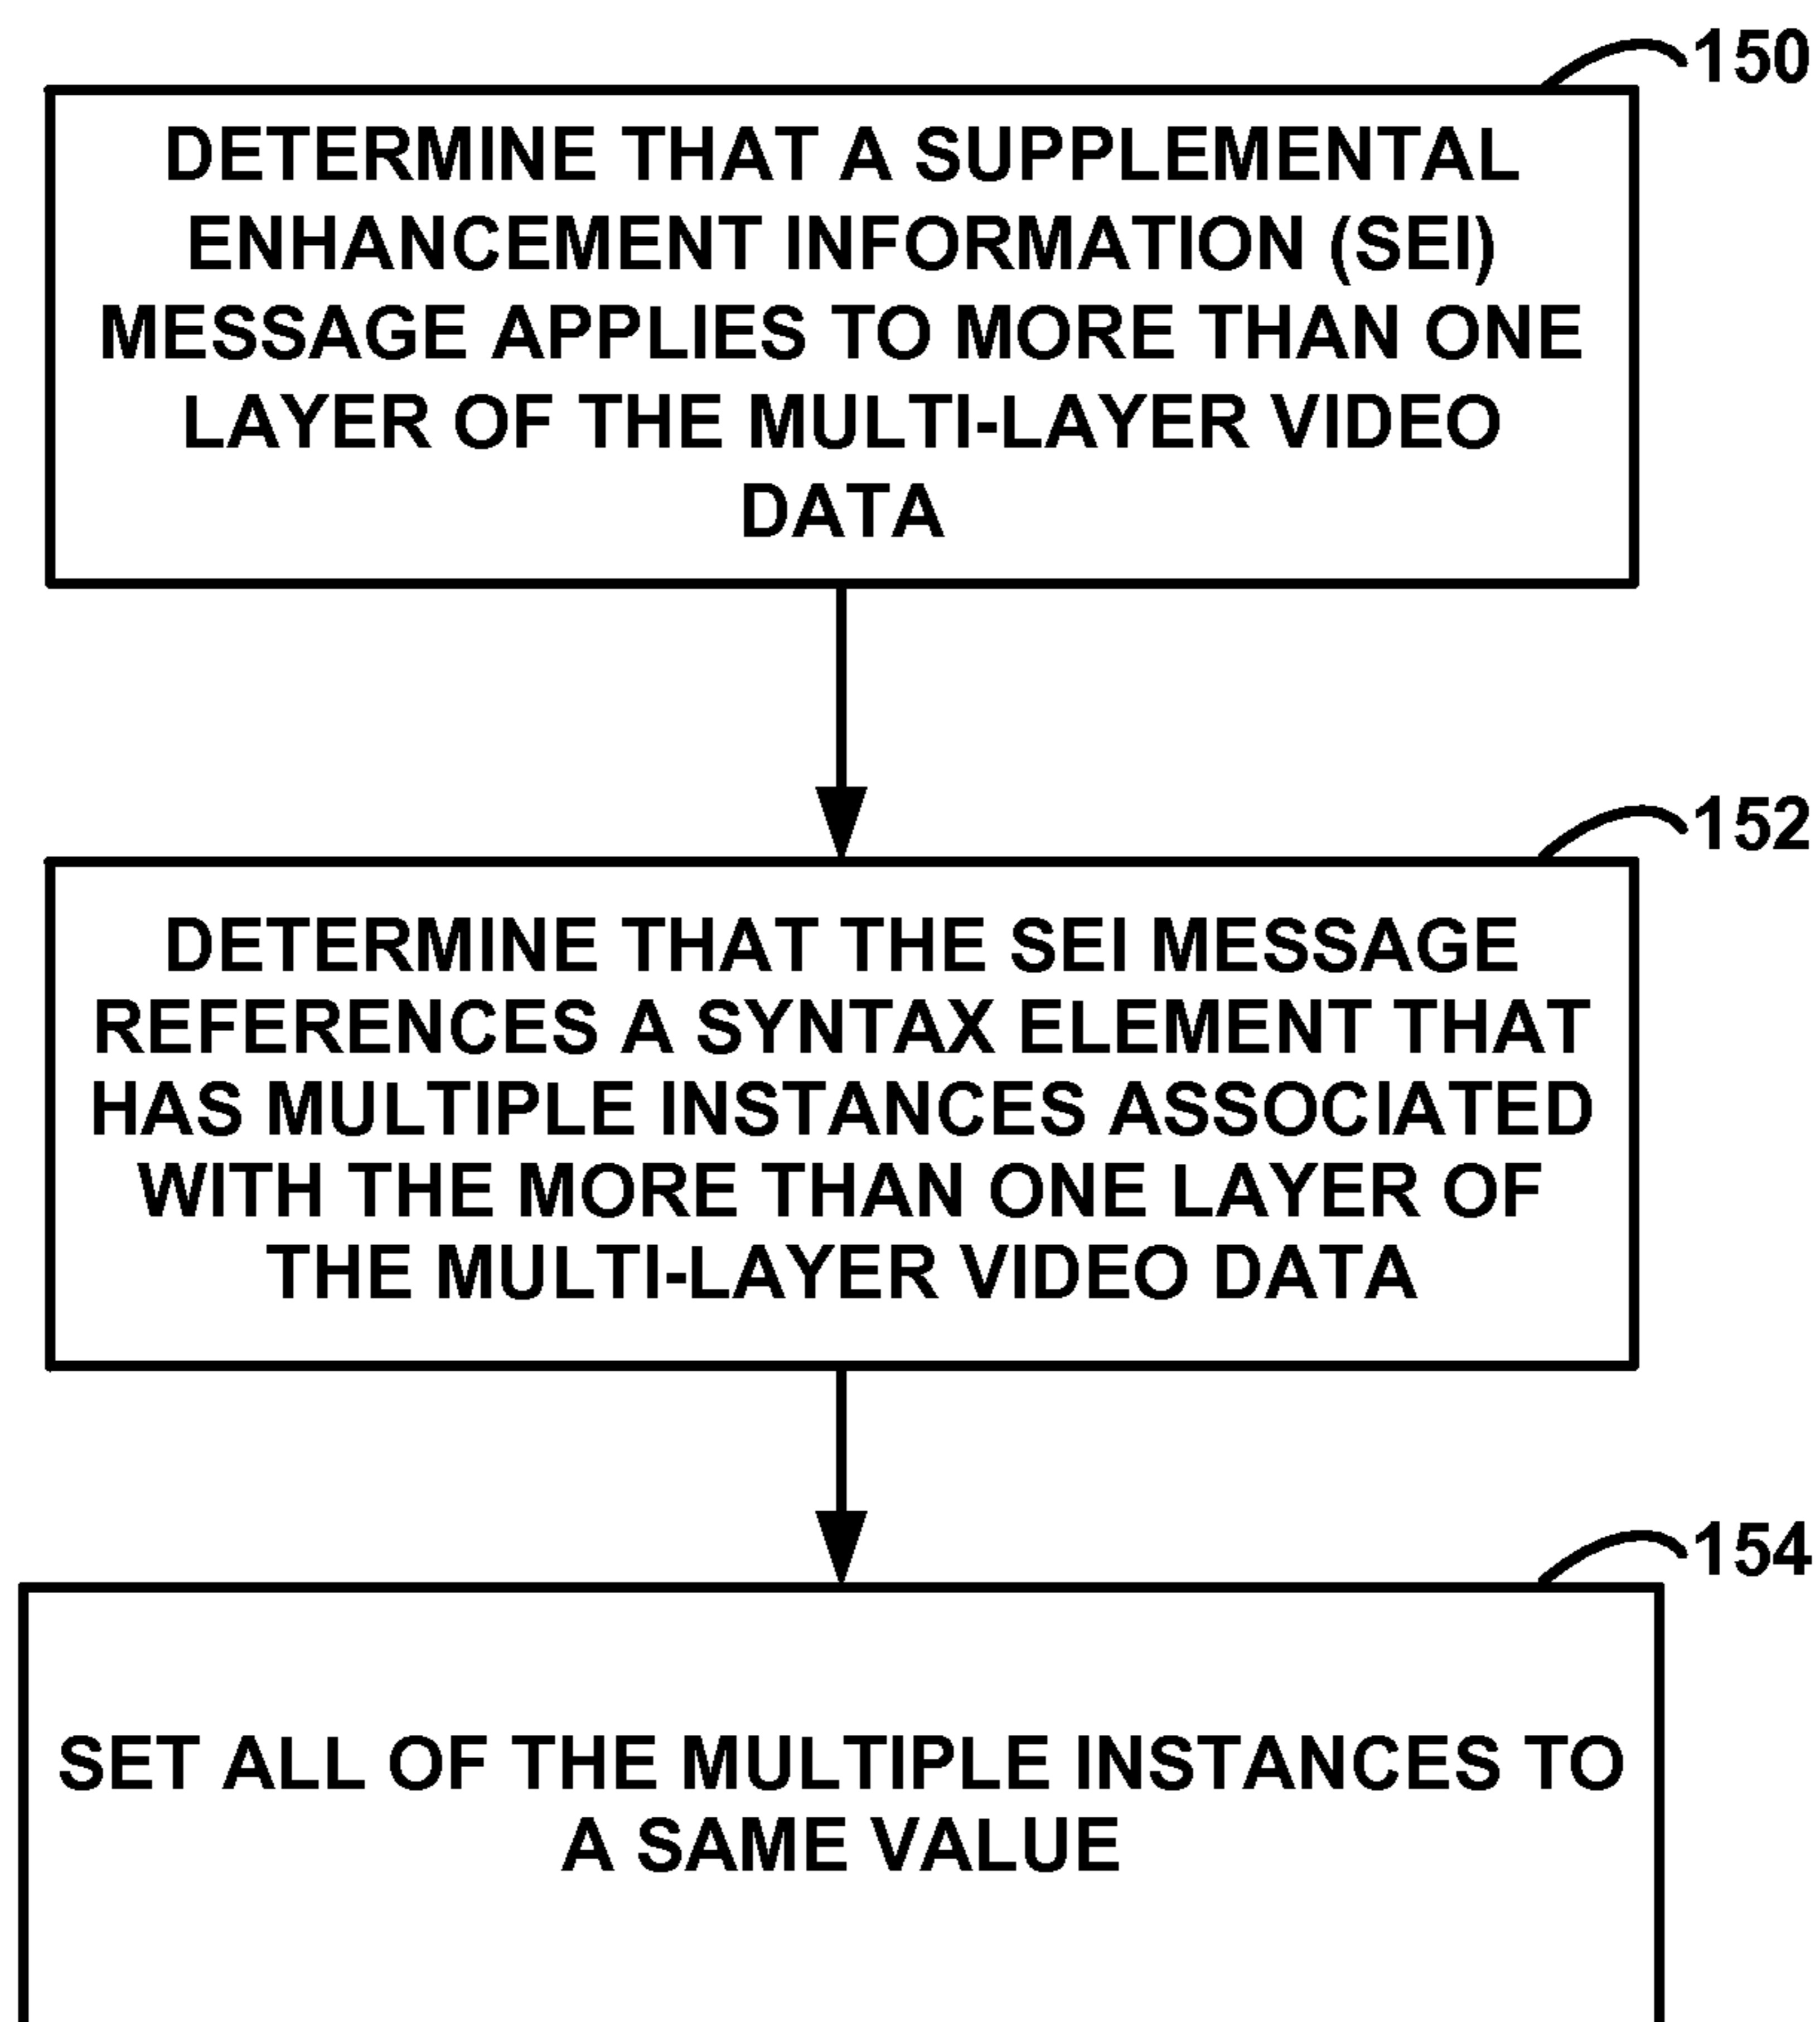 150
DETERMINE THAT A SUPPLEMENTAL
ENHANCEMENT INFORMATION (SEI)
MESSAGE APPLIES TO MORE THAN ONE
LAYER OF THE MULTI-LAYER VIDEO
DATA
152
DETERMINE THAT THE SEI MESSAGE
REFERENCES A SYNTAX ELEMENT THAT
HAS MULTIPLE INSTANCES ASSOCIATED
WITH THE MORE THAN ONE LAYER OF
THE MULTI-LAYER VIDEO DATA
154
SET ALL OF THE MULTIPLE INSTANCES TO
A SAME VALUE